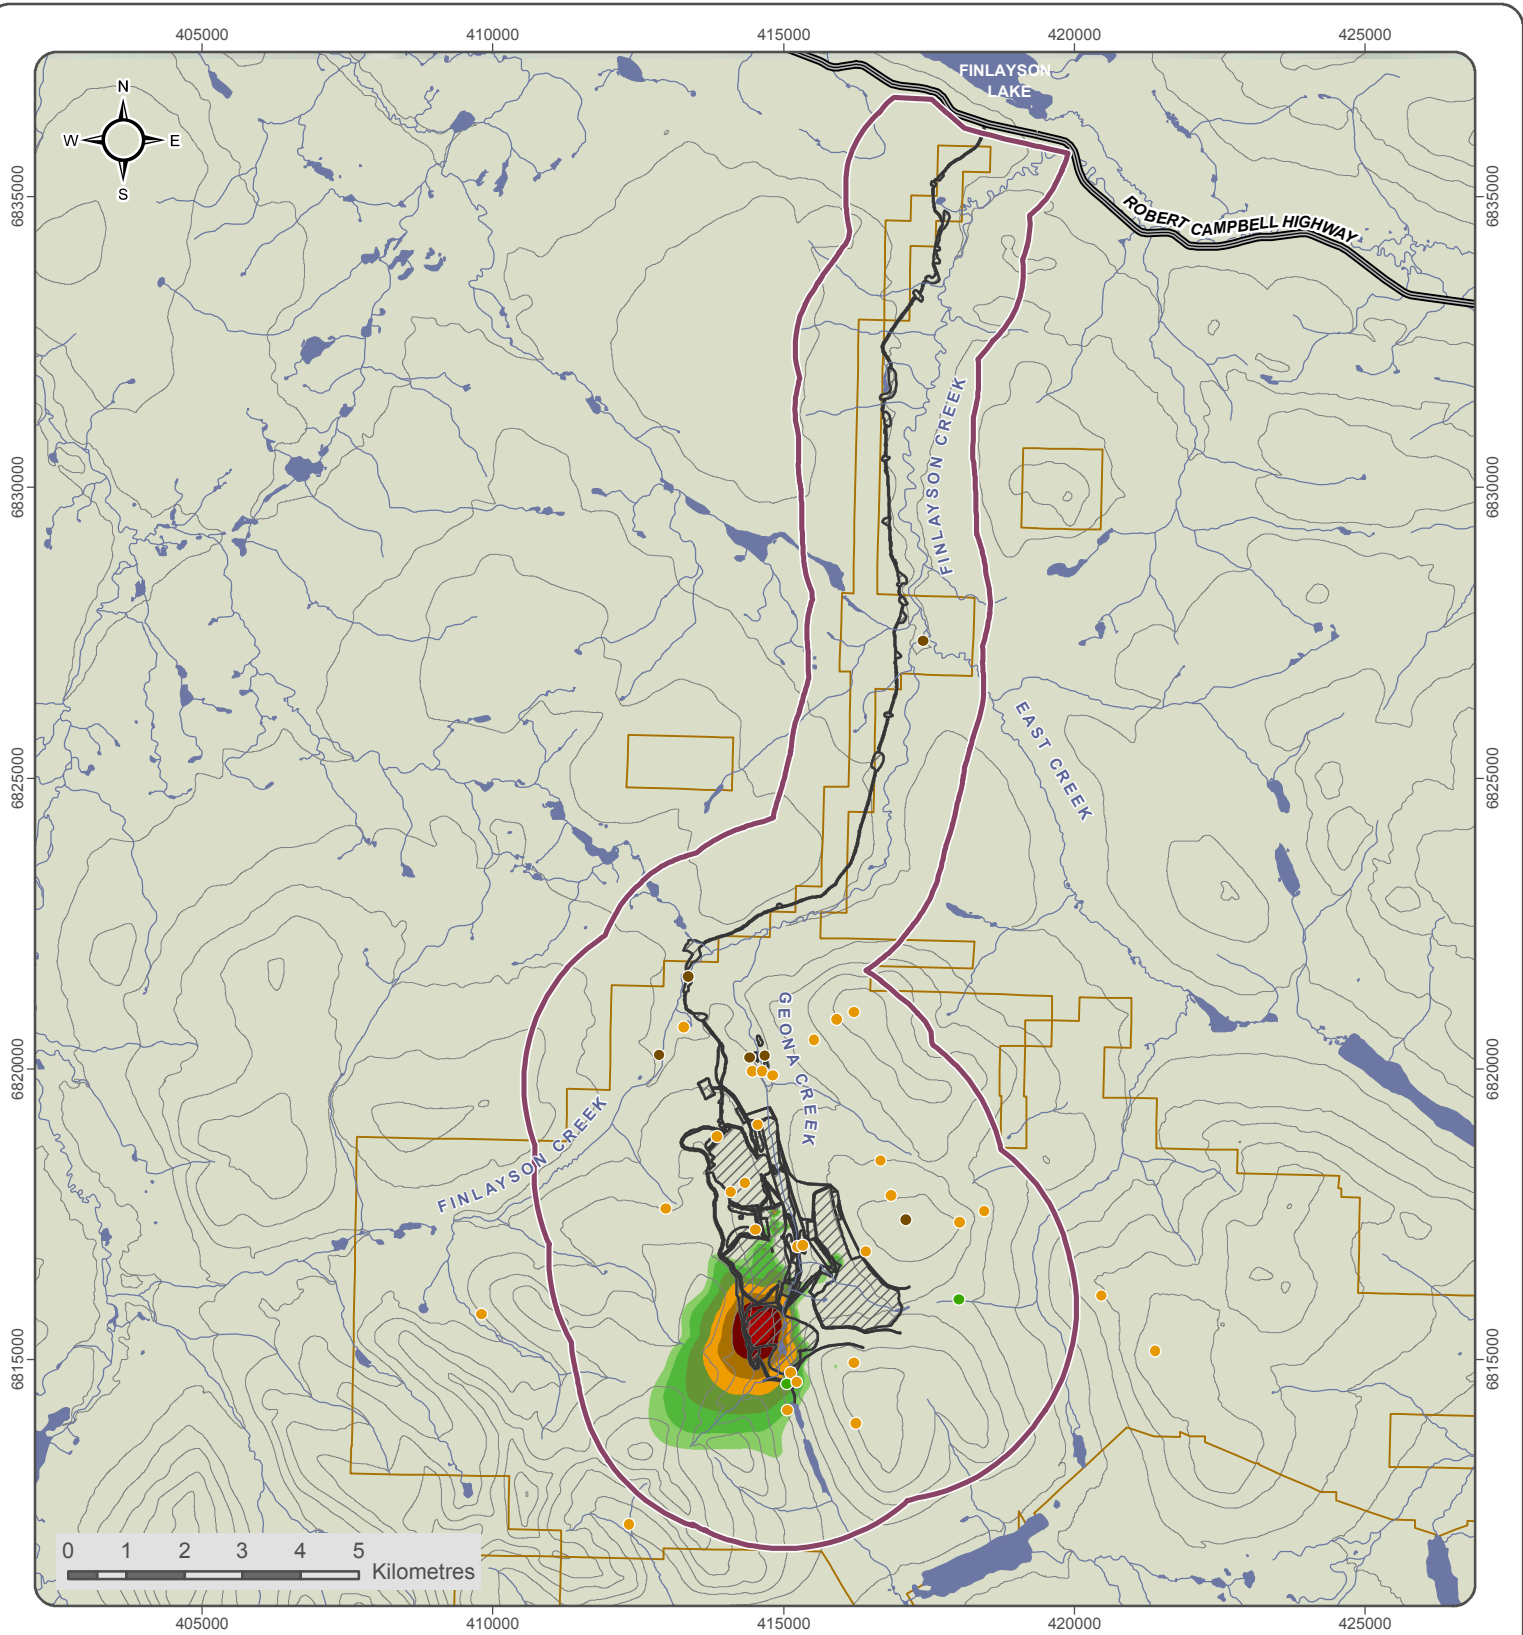 405000 410000 415000 420000 425000
N
W E
S
FINLAYSON
LAKE
ROBERT CAMPBELL HIGHWAY
6835000 6835000
FINLAYSON CREEK
6830000 6830000
EAST CREEK
6825000 6825000
GEONA CREEK
6820000 6820000
FINLAYSON CREEK
6815000 6815000
0 1 2 3 4 5
Kilometres
405000 410000 415000 420000 425000